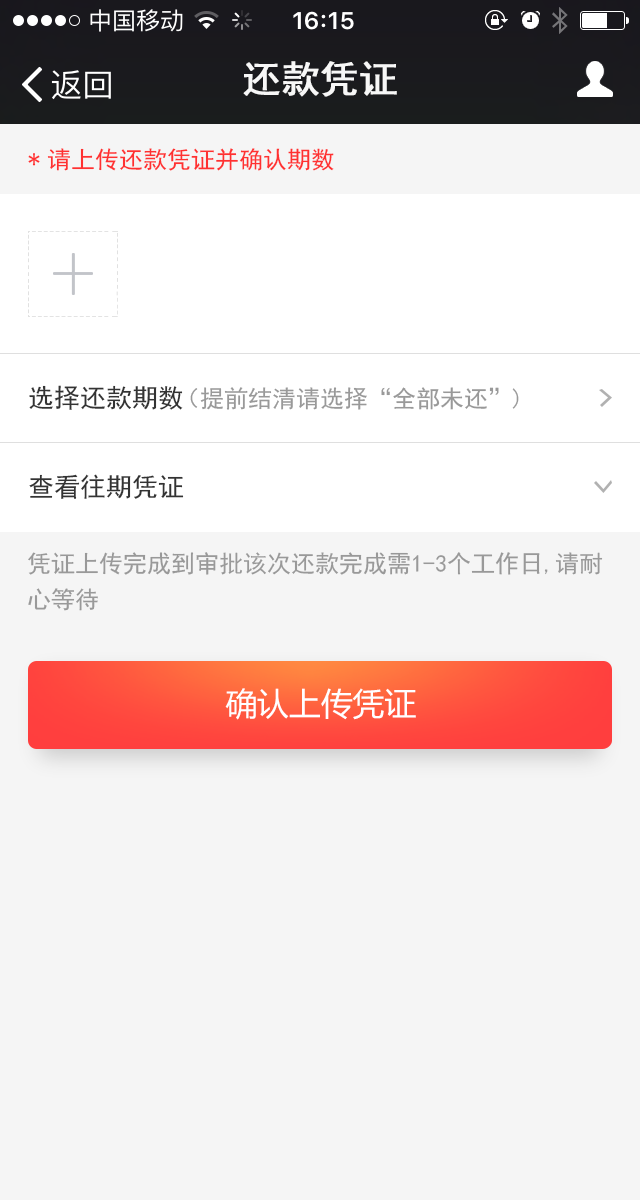 中国移动 16:15
返回 还款凭证
* 请上传还款凭证并确认期数
选择还款期数(提前结清请选择“全部未还”)
查看往期凭证
凭证上传完成到审批该次还款完成需1-3个工作日,请耐
心等待
确认上传凭证